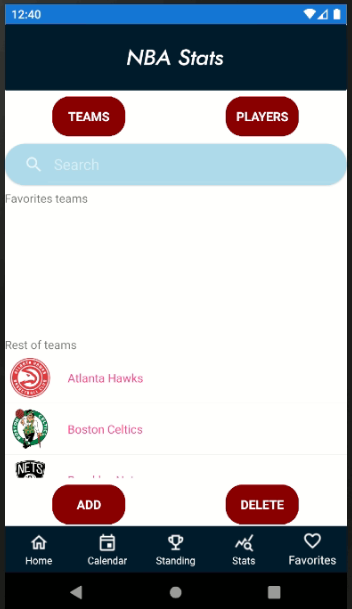 12:40
NBA Stats
TEAMS PLAYERS
Search
Favorites teams
Rest of teams
Atlanta Hawks
Boston Celtics
NETS
ADD DELETE
Home Calendar Standing Stats Favorites